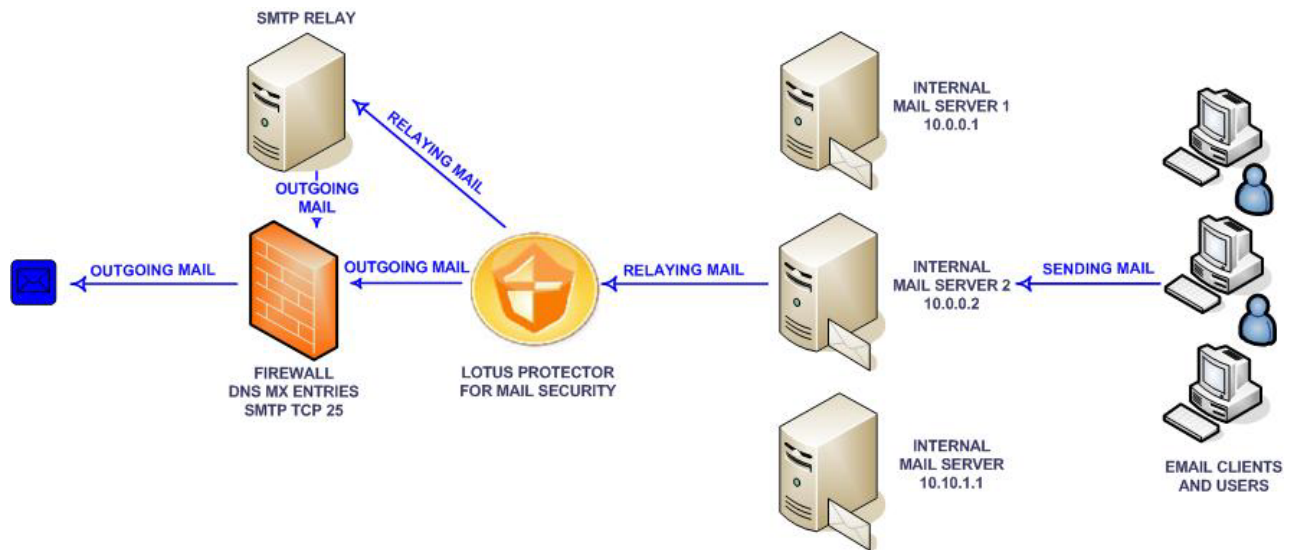 SMTP RELAY
RELAYING MAIL
OUTGOING
MAIL
OUTGOING MAIL
OUTGOING MAIL
FIREWALL
DNS MX ENTRIES
SMTP TCP 25
LOTUS PROTECTOR
FOR MAIL SECURITY
RELAYING MAIL
INTERNAL
MAIL SERVER 1
10.0.0.1
INTERNAL
MAIL SERVER 2
10.0.0.2
INTERNAL
MAIL SERVER
10.10.1.1
SENDING MAIL
EMAIL CLIENTS
AND USERS